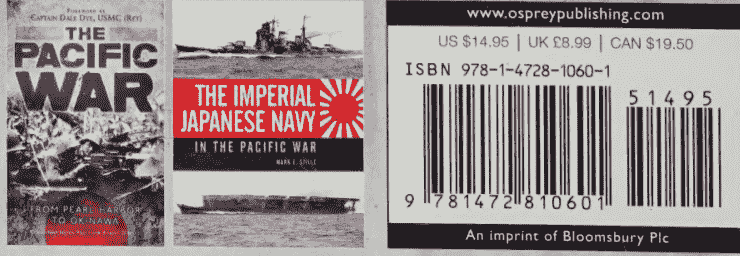 FOREWORD BY
CAPTAIN DALE DYE, USMC (RET)
THE
PACIFIC
WAR
FROM PEARL HARBOR
TO OKINAWA
THE IMPERIAL
JAPANESE NAVY
IN THE PACIFIC WAR
MARK E. STILLE
www.ospreypublishing.com
US $14.95 | UK £8.99 | CAN $19.50
ISBN 978-1-4728-1060-1
51495
9 781472 810601
An imprint of Bloomsbury Plc